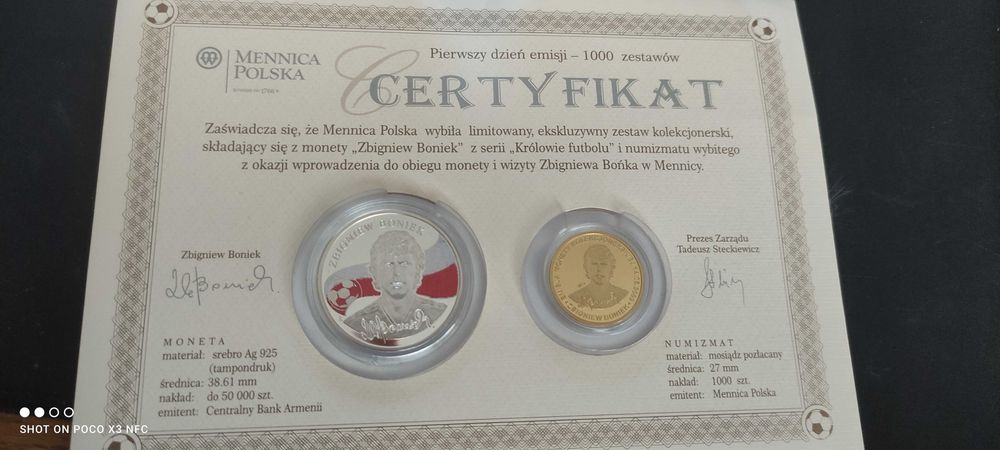 MENNICA
POLSKA
Pierwszy dzień emisji – 1000 zestawów
CERTYFIKAT
Zaświadcza się, że Mennica Polska wybiła limitowany, ekskluzywny zestaw kolekcjonerski,
składający się z monety „Zbigniew Boniek” z serii „Królowie futbolu” i numizmatu wybitego
z okazji wprowadzenia do obiegu monety i wizyty Zbigniewa Bońka w Mennicy.
Zbigniew Boniek
ZBIGNIEW BONIEK
ZBIGNIEW BONIEK
Prezes Zarządu
Tadeusz Steckiewicz
MONETA
materiał: srebro Ag 925
(tampondruk)
średnica: 38.61 mm
nakład: do 50 000 szt.
emitent: Centralny Bank Armenii
NUMIZMAT
materiał: mosiądz pozłacany
średnica: 27 mm
nakład: 1000 szt.
emitent: Mennica Polska
SHOT ON POCO X3 NFC